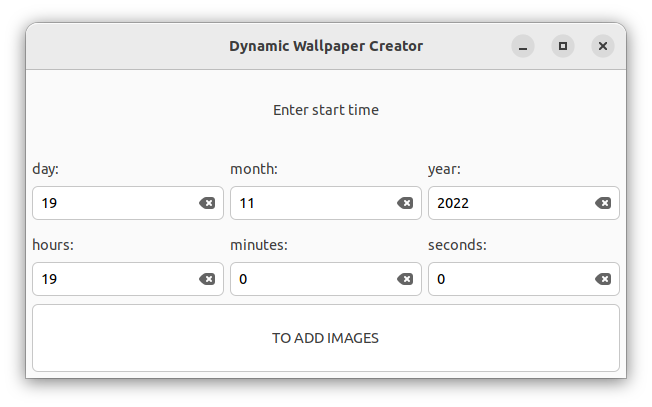 Dynamic Wallpaper Creator
Enter start time
day: month: year:
19 11 2022
hours: minutes: seconds:
19 0 0
TO ADD IMAGES